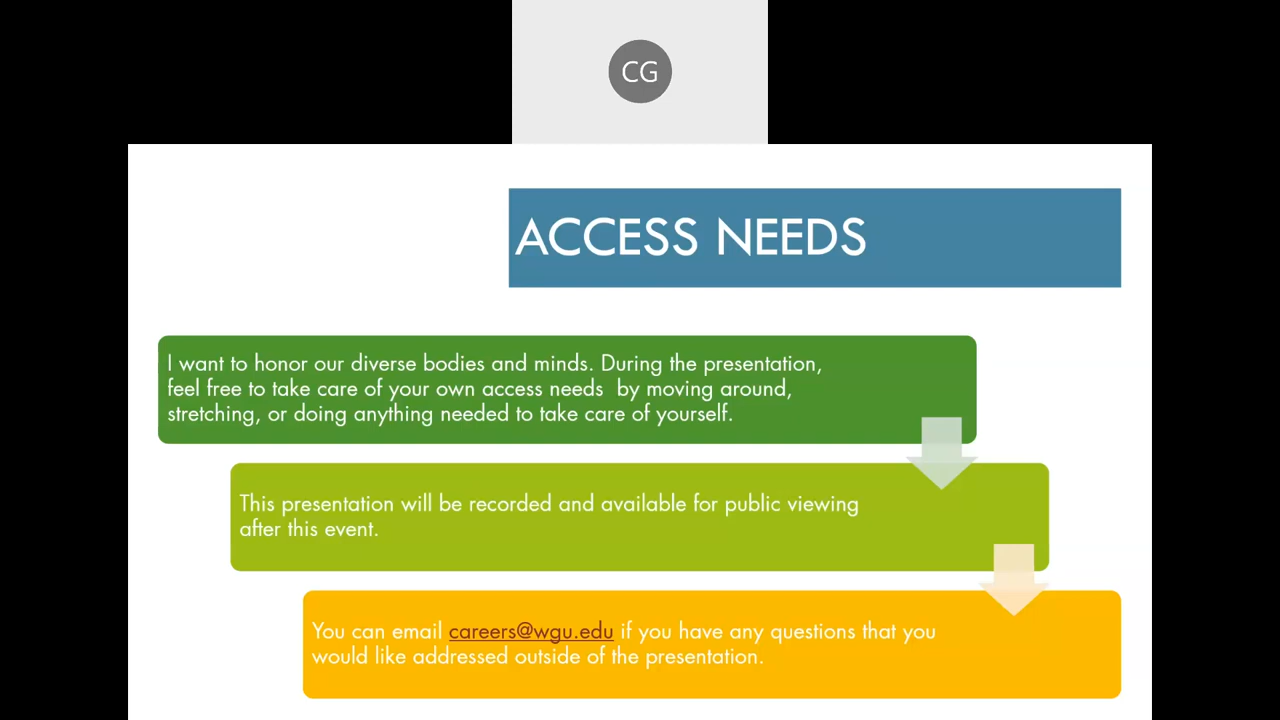 CG
ACCESS NEEDS
I want to honor our diverse bodies and minds. During the presentation,
feel free to take care of your own access needs  by moving around,
stretching, or doing anything needed to take care of yourself.
This presentation will be recorded and available for public viewing
after this event.
You can email careers@wgu.edu if you have any questions that you
would like addressed outside of the presentation.